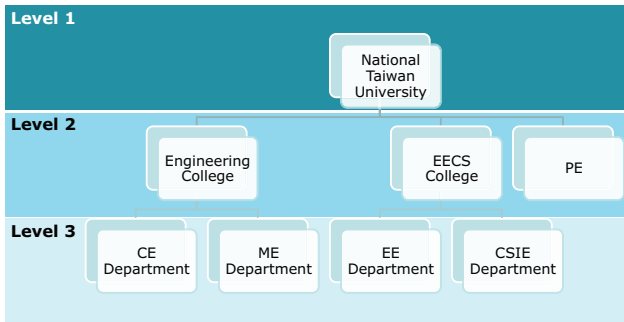 Level 1
National
Taiwan
University
Level 2
Engineering
College
EECS
College
PE
Level 3
CE
Department
ME
Department
EE
Department
CSIE
Department